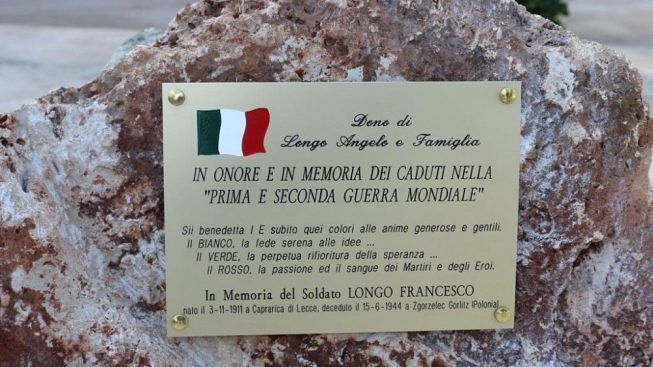 Dono di
Longo Angelo e Famiglia
IN ONORE E IN MEMORIA DEI CADUTI NELLA
"PRIMA E SECONDA GUERRA MONDIALE"
Sii benedetta ! E subito quei colori alle anime generose e gentili.
Il BIANCO, la fede serena alle idee ...
Il VERDE, la perpetua rifioritura della speranza ...
Il ROSSO, la passione ed il sangue dei Martiri e degli Eroi.
In Memoria del Soldato LONGO FRANCESCO
nato il 3-11-1911 a Caprarica di Lecce, deceduto il 15-6-1944 a Zgorzelec Gorlitz (Polonia)